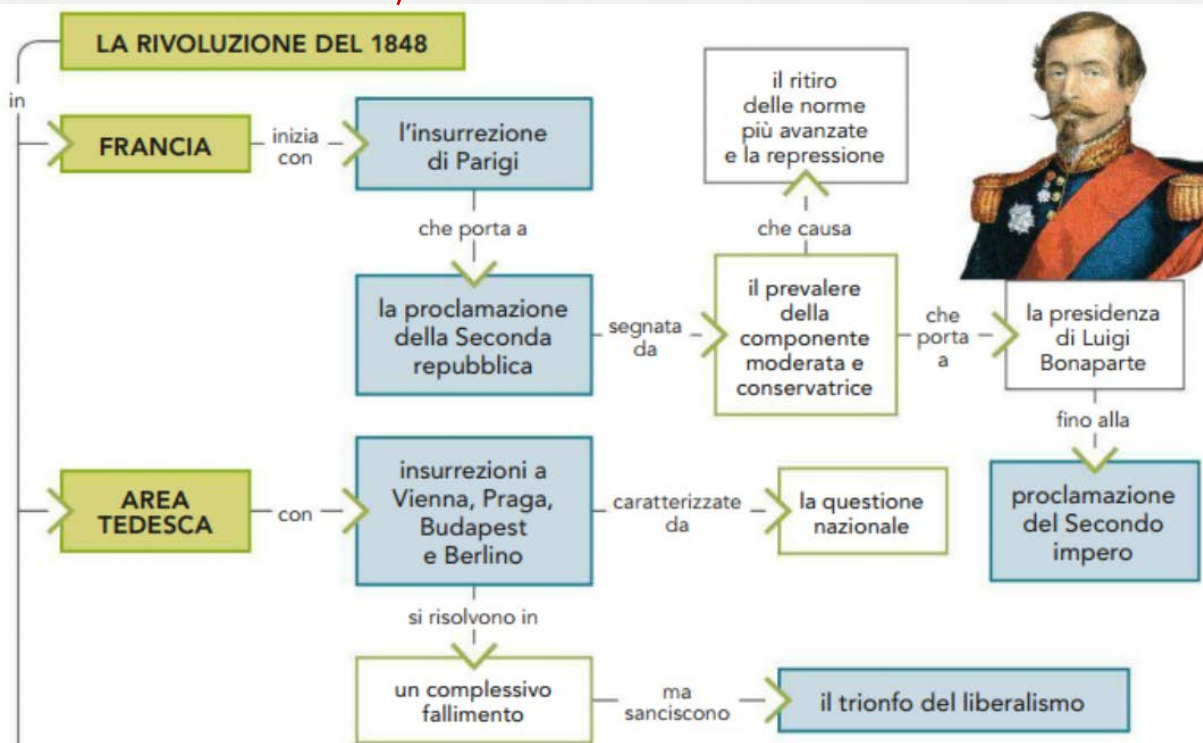 LA RIVOLUZIONE DEL 1848
in
FRANCIA
inizia
con
l'insurrezione
di Parigi
che porta a
la proclamazione
della Seconda
repubblica
segnata
da
il prevalere
della
componente
moderata e
conservatrice
che causa
il ritiro
delle norme
più avanzate
e la repressione
che
porta
a
la presidenza
di Luigi
Bonaparte
fino alla
proclamazione
del Secondo
impero
AREA
TEDESCA
con
insurrezioni a
Vienna, Praga,
Budapest
e Berlino
caratterizzate
da
la questione
nazionale
si risolvono in
un complessivo
fallimento
ma
sanciscono
il trionfo del liberalismo